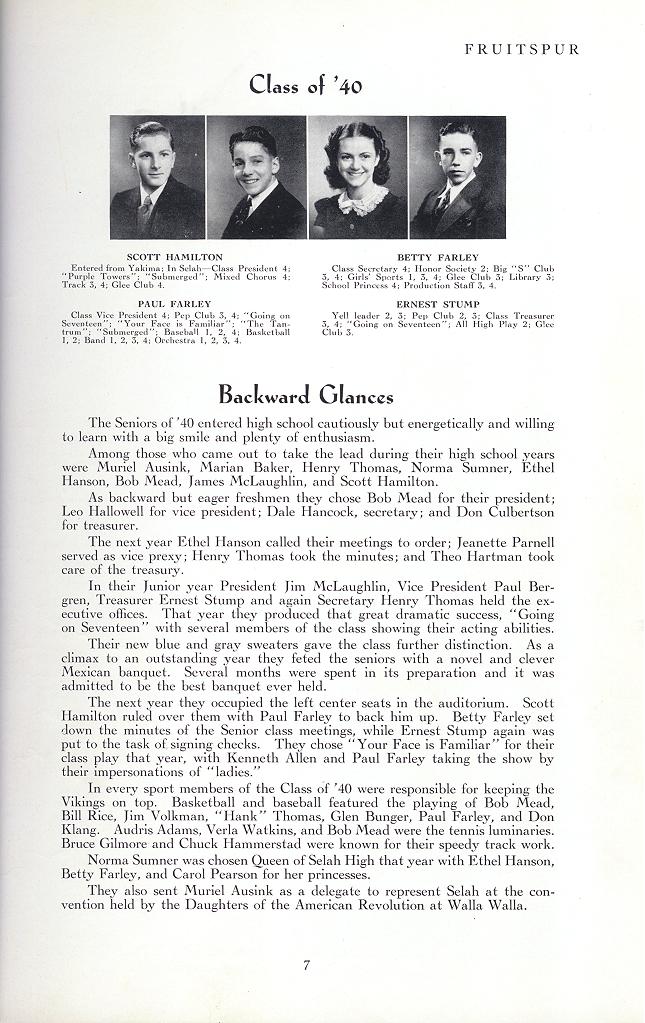 FRUITSPUR
Class of '40
SCOTT HAMILTON
Entered from Yakima; In Selah—Class President 4;
"Purple Towers"; "Submerged"; Mixed Chorus 4;
Track 3, 4; Glee Club 4.
PAUL FARLEY
Class Vice President 4; Pep Club 3, 4; "Going on
Seventeen"; "Your Face is Familiar"; "The Tan-
trum"; "Submerged"; Baseball 1, 2, 4; Basketball
1, 2; Band 1, 2, 3, 4; Orchestra 1, 2, 3, 4.
BETTY FARLEY
Class Secretary 4; Honor Society 2; Big "S" Club
3, 4; Girls' Sports 1, 3, 4; Glee Club 3; Library 3;
School Princess 4; Production Staff 3, 4.
ERNEST STUMP
Yell leader 2, 3; Pep Club 2, 3; Class Treasurer
3, 4; "Going on Seventeen"; All High Play 2; Glee
Club 3.
Backward Glances
The Seniors of '40 entered high school cautiously but energetically and willing
to learn with a big smile and plenty of enthusiasm.
Among those who came out to take the lead during their high school years
were Muriel Ausink, Marian Baker, Henry Thomas, Norma Sumner, Ethel
Hanson, Bob Mead, James McLaughlin, and Scott Hamilton.
As backward but eager freshmen they chose Bob Mead for their president;
Leo Hallowell for vice president; Dale Hancock, secretary; and Don Culbertson
for treasurer.
The next year Ethel Hanson called their meetings to order; Jeanette Parnell
served as vice prexy; Henry Thomas took the minutes; and Theo Hartman took
care of the treasury.
In their Junior year President Jim McLaughlin, Vice President Paul Ber-
gren, Treasurer Ernest Stump and again Secretary Henry Thomas held the ex-
ecutive offices. That year they produced that great dramatic success, "Going
on Seventeen" with several members of the class showing their acting abilities.
Their new blue and gray sweaters gave the class further distinction. As a
climax to an outstanding year they feted the seniors with a novel and clever
Mexican banquet. Several months were spent in its preparation and it was
admitted to be the best banquet ever held.
The next year they occupied the left center seats in the auditorium. Scott
Hamilton ruled over them with Paul Farley to back him up. Betty Farley set
down the minutes of the Senior class meetings, while Ernest Stump again was
put to the task of signing checks. They chose "Your Face is Familiar" for their
class play that year, with Kenneth Allen and Paul Farley taking the show by
their impersonations of "ladies."
In every sport members of the Class of '40 were responsible for keeping the
Vikings on top. Basketball and baseball featured the playing of Bob Mead,
Bill Rice, Jim Volkman, "Hank" Thomas, Glen Bunger, Paul Farley, and Don
Klang. Audris Adams, Verla Watkins, and Bob Mead were the tennis luminaries.
Bruce Gilmore and Chuck Hammerstad were known for their speedy track work.
Norma Sumner was chosen Queen of Selah High that year with Ethel Hanson,
Betty Farley, and Carol Pearson for her princesses.
They also sent Muriel Ausink as a delegate to represent Selah at the con-
vention held by the Daughters of the American Revolution at Walla Walla.
7